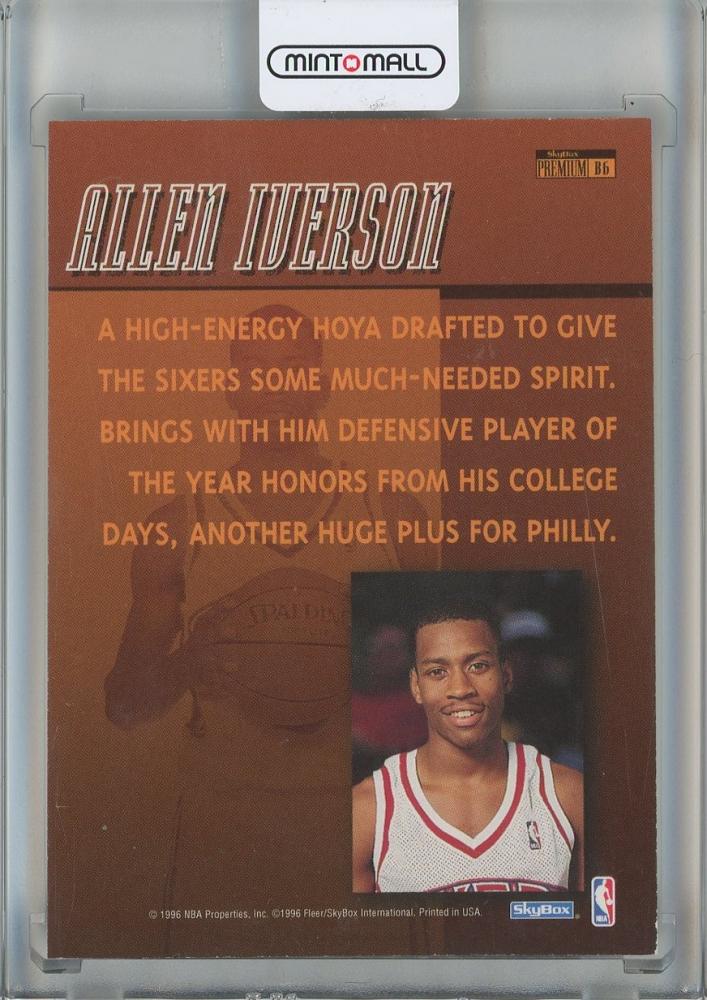 MINTOMALL
SkyBox
PREMIUM B6
ALLEN IVERSON
A HIGH-ENERGY HOYA DRAFTED TO GIVE
THE SIXERS SOME MUCH-NEEDED SPIRIT.
BRINGS WITH HIM DEFENSIVE PLAYER OF
THE YEAR HONORS FROM HIS COLLEGE
DAYS, ANOTHER HUGE PLUS FOR PHILLY.
SPALDING
© 1996 NBA Properties, Inc. ©1996 Fleer/SkyBox International. Printed in USA.
SkyBox
NBA